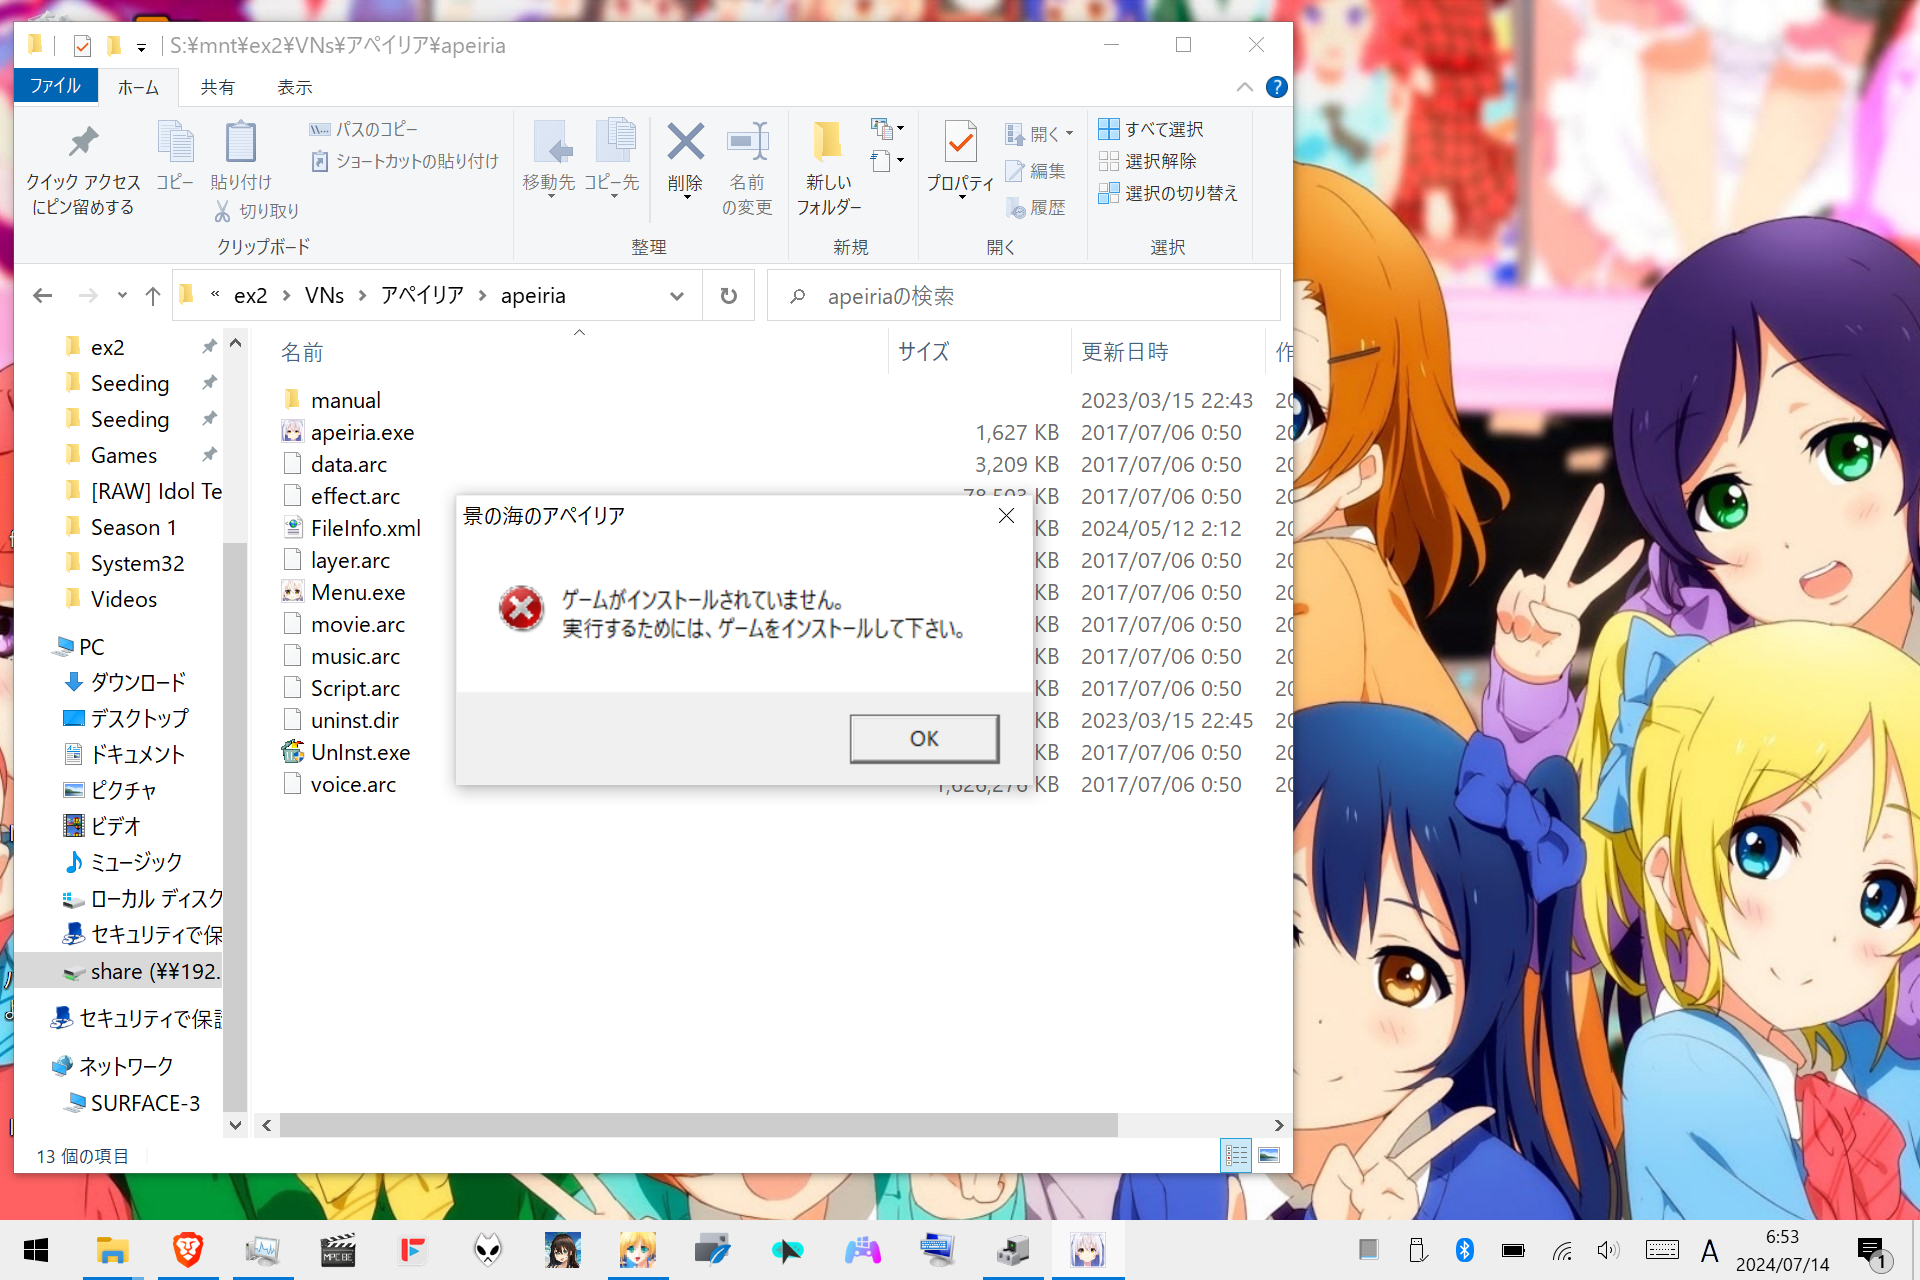 S:¥mnt¥ex2¥VNs¥アペイリア¥apeiria
ファイル
ホーム
共有
表示
?
クイック アクセス
にピン留めする
コピー
貼り付け
パスのコピー
ショートカットの貼り付け
切り取り
クリップボード
移動先
コピー先
削除
名前
の変更
整理
新しい
フォルダー
新規
プロパティ
開く
編集
履歴
開く
すべて選択
選択解除
選択の切り替え
選択
« ex2 › VNs › アペイリア › apeiria
apeiriaの検索
ex2
Seeding
Seeding
Games
[RAW] Idol Te
Season 1
System32
Videos
PC
ダウンロード
デスクトップ
ドキュメント
ピクチャ
ビデオ
ミュージック
ローカル ディスク
セキュリティで保
share (¥¥192.
セキュリティで保
ネットワーク
SURFACE-3
名前 サイズ 更新日時 作
manual 2023/03/15 22:43 20
apeiria.exe 1,627 KB 2017/07/06 0:50 20
data.arc 3,209 KB 2017/07/06 0:50 20
effect.arc 78,503 KB 2017/07/06 0:50 20
FileInfo.xml KB 2024/05/12 2:12 20
layer.arc KB 2017/07/06 0:50 20
Menu.exe KB 2017/07/06 0:50 20
movie.arc KB 2017/07/06 0:50 20
music.arc KB 2017/07/06 0:50 20
Script.arc KB 2017/07/06 0:50 20
uninst.dir KB 2023/03/15 22:45 20
UnInst.exe KB 2017/07/06 0:50 20
voice.arc 1,626,276 KB 2017/07/06 0:50 20
景の海のアペイリア
ゲームがインストールされていません。
実行するためには、ゲームをインストールして下さい。
OK
13 個の項目
MPC BE
A
6:53
2024/07/14
1